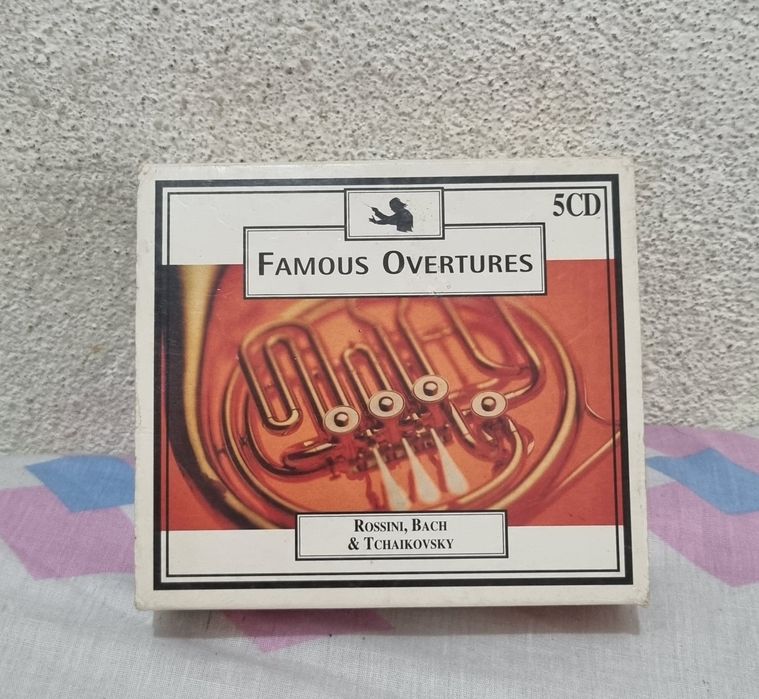 5CD
Famous Overtures
Rossini, Bach
& Tchaikovsky